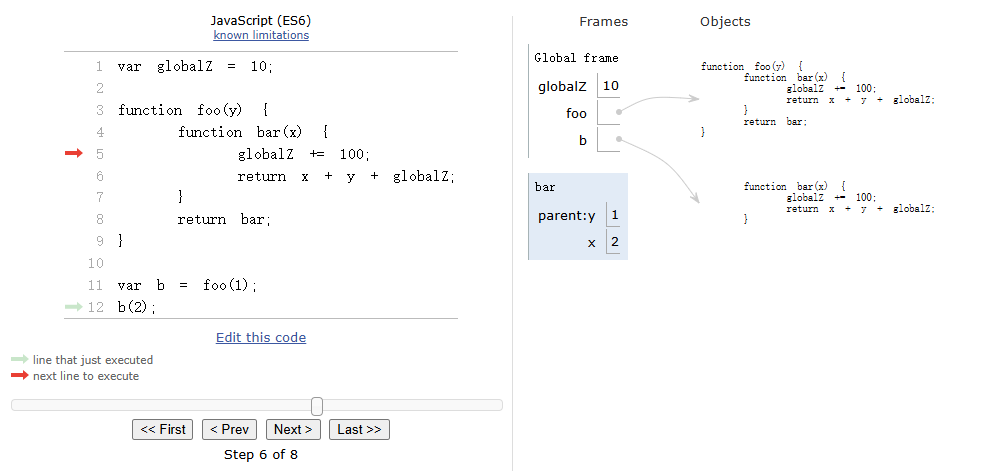 JavaScript (ES6)
known limitations
1 var globalZ = 10;
2
3 function foo(y) {
4 function bar(x) {
5 globalZ += 100;
6 return x + y + globalZ;
7 }
8 return bar;
9 }
10
11 var b = foo(1);
12 b(2);
Edit this code
line that just executed
next line to execute
<< First < Prev Next > Last >>
Step 6 of 8
Frames Objects
Global frame
globalZ 10
foo
b
bar
parent:y 1
x 2
function foo(y) {
function bar(x) {
globalZ += 100;
return x + y + globalZ;
}
return bar;
}
function bar(x) {
globalZ += 100;
return x + y + globalZ;
}